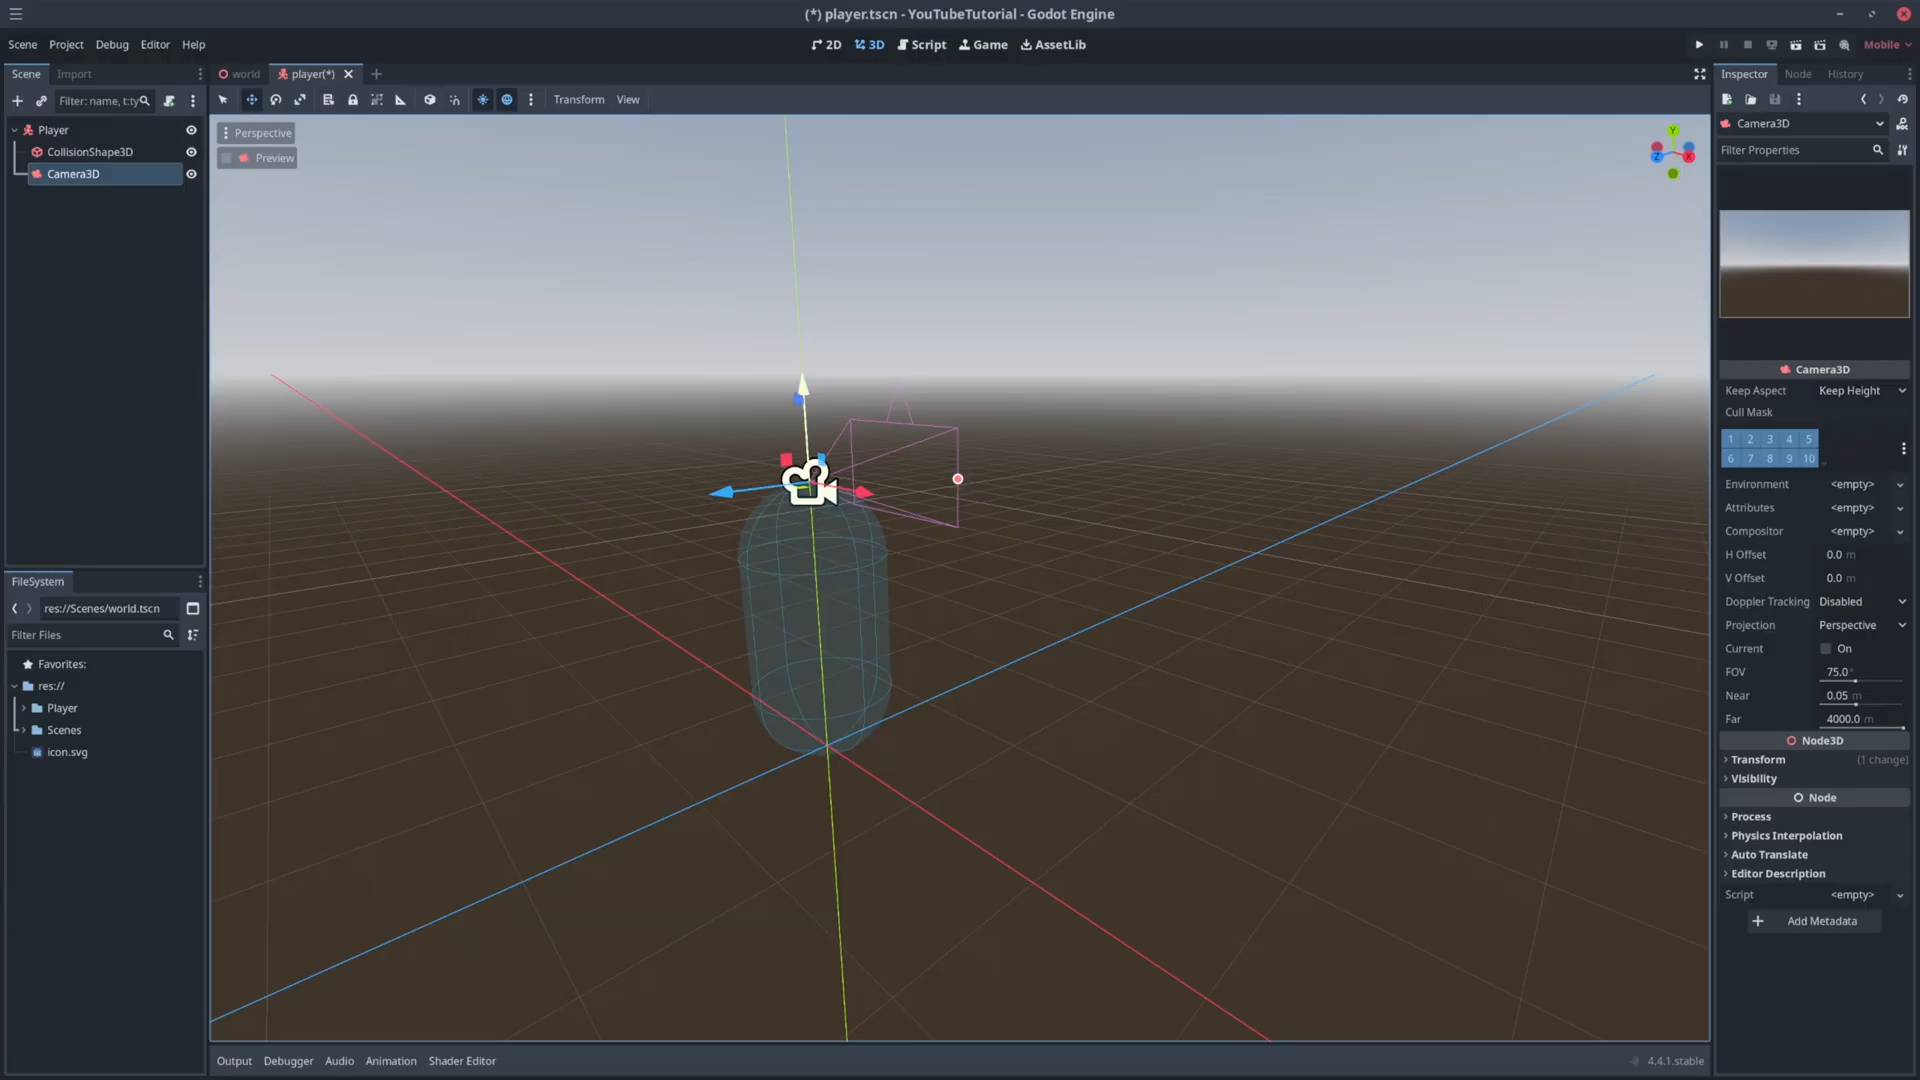 (*) player.tscn - YouTubeTutorial - Godot Engine
Scene Project Debug Editor Help
2D 3D Script Game AssetLib
Mobile
Scene Import
world player(*)
Inspector Node History
Filter: name, t:ty
Transform View
Player
CollisionShape3D
Camera3D
Perspective
Preview
Y
Z X
FileSystem
res://Scenes/world.tscn
Filter Files
Favorites:
res://
Player
Scenes
icon.svg
Camera3D
Filter Properties
Camera3D
Keep Aspect Keep Height
Cull Mask
1 2 3 4 5
6 7 8 9 10
Environment <empty>
Attributes <empty>
Compositor <empty>
H Offset 0.0 m
V Offset 0.0 m
Doppler Tracking Disabled
Projection Perspective
Current On
FOV 75.0 °
Near 0.05 m
Far 4000.0 m
Node3D
Transform (1 change)
Visibility
Node
Process
Physics Interpolation
Auto Translate
Editor Description
Script <empty>
Add Metadata
Output Debugger Audio Animation Shader Editor
4.4.1.stable